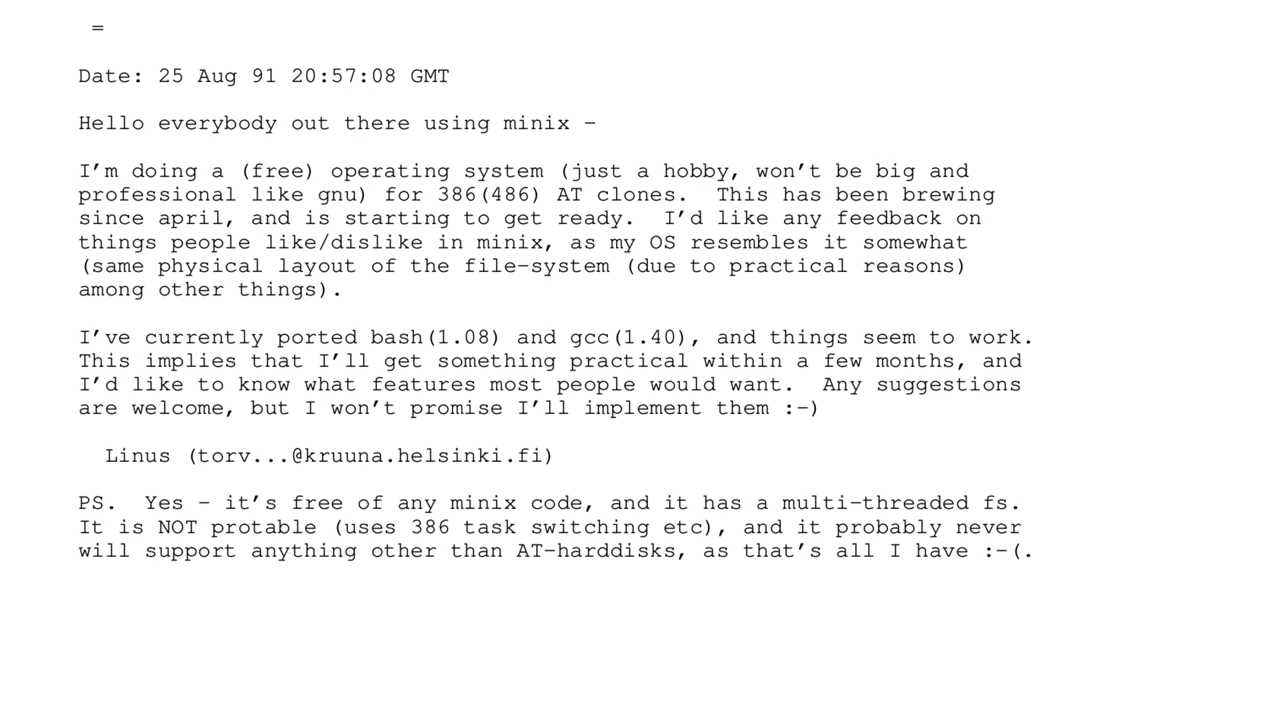 =
Date: 25 Aug 91 20:57:08 GMT
Hello everybody out there using minix -
I'm doing a (free) operating system (just a hobby, won't be big and
professional like gnu) for 386(486) AT clones.  This has been brewing
since april, and is starting to get ready.  I'd like any feedback on
things people like/dislike in minix, as my OS resembles it somewhat
(same physical layout of the file-system (due to practical reasons)
among other things).
I've currently ported bash(1.08) and gcc(1.40), and things seem to work.
This implies that I'll get something practical within a few months, and
I'd like to know what features most people would want.  Any suggestions
are welcome, but I won't promise I'll implement them :-)
Linus (torv...@kruuna.helsinki.fi)
PS.  Yes - it's free of any minix code, and it has a multi-threaded fs.
It is NOT protable (uses 386 task switching etc), and it probably never
will support anything other than AT-harddisks, as that's all I have :-(.